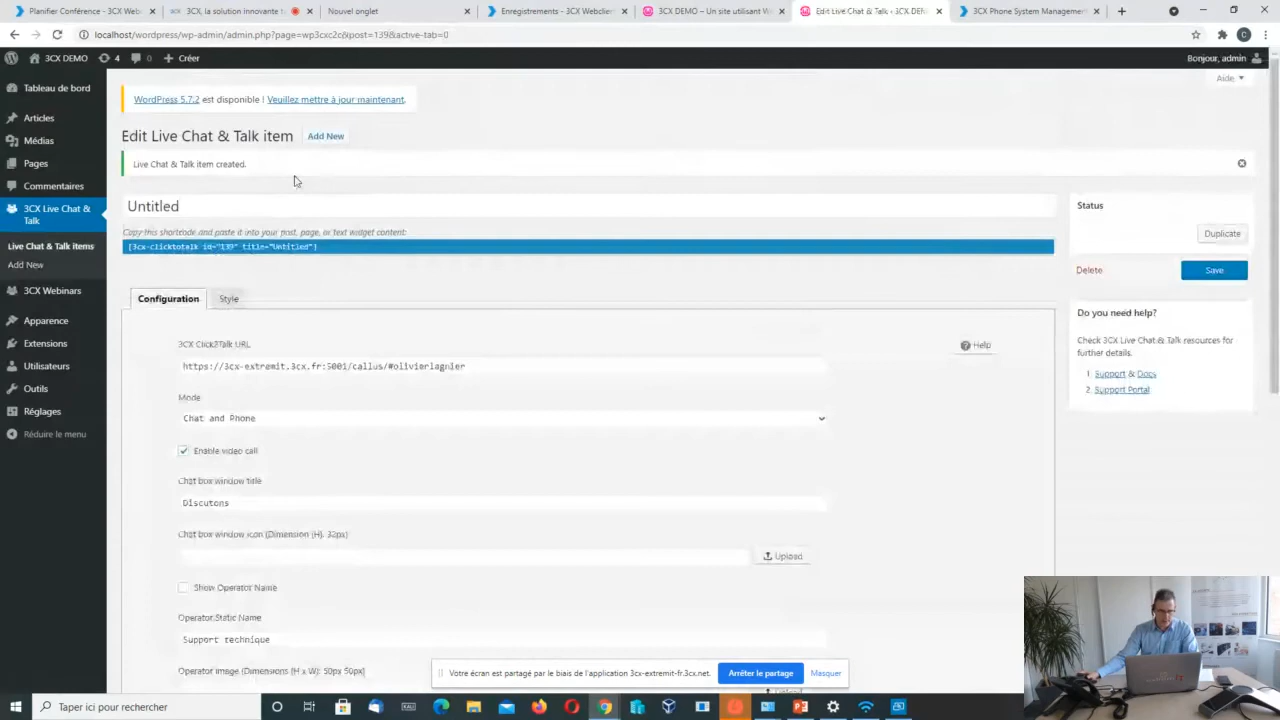 Planifier Conférence - 3CX Web
3CX, la solution innovante
Nouvel onglet
Enregistrements - 3CX Webclient
3CX DEMO – Un site utilisant W
Edit Live Chat & Talk ‹ 3CX DEM
3CX Phone System Management
localhost/wordpress/wp-admin/admin.php?page=wp3cxc2c&post=139&active-tab=0
3CX DEMO
4
0
Créer
Bonjour, admin
Aide
Tableau de bord
Articles
Médias
Pages
Commentaires
3CX Live Chat &
Talk
Live Chat & Talk items
Add New
3CX Webinars
Apparence
Extensions
Utilisateurs
Outils
Réglages
Réduire le menu
WordPress 5.7.2 est disponible ! Veuillez mettre à jour maintenant.
Edit Live Chat & Talk item
Add New
Live Chat & Talk item created.
Untitled
Copy this shortcode and paste it into your post, page, or text widget content:
[3cx-clicktotalk id="139" title="Untitled"]
Status
Duplicate
Delete
Save
Do you need help?
Check 3CX Live Chat & Talk resources for
further details.
1. Support & Docs
2. Support Portal
Configuration
Style
3CX Click2Talk URL
Help
https://3cx-extremit.3cx.fr:5001/callus/#olivierlagnier
Mode
Chat and Phone
Enable video call
Chat box window title
Discutons
Chat box window icon (Dimension (H). 32px)
Upload
Show Operator Name
Operator Static Name
Support technique
Operator image (Dimensions (H x W): 50px 50px)
Votre écran est partagé par le biais de l'application 3cx-extremit-fr.3cx.net.
Arrêter le partage
Masquer
Taper ici pour rechercher